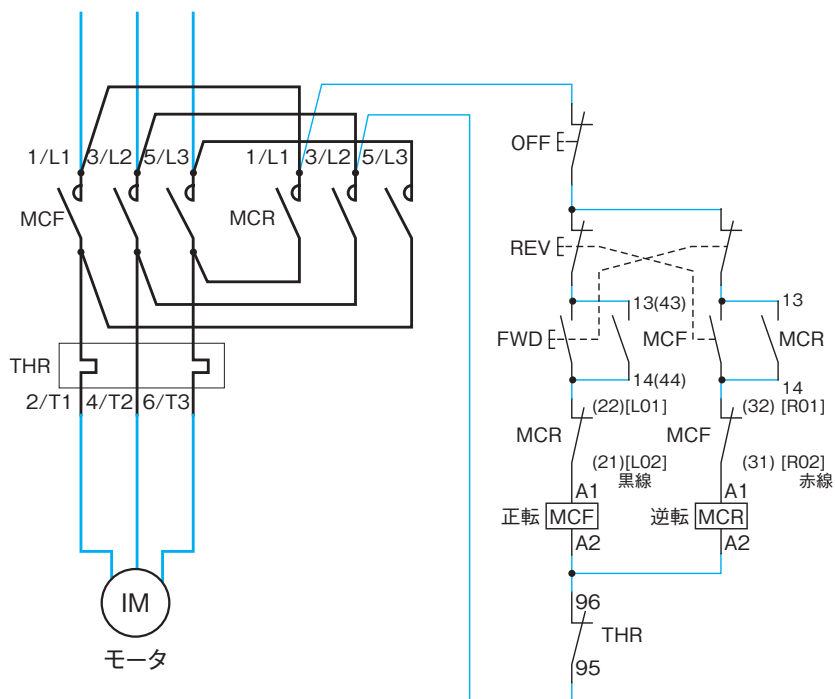 OFF
1/L1 3/L2 5/L3
1/L1 3/L2 5/L3
MCF
MCR
REV
13(43)
13
FWD
MCF
MCR
THR
14(44)
14
2/T1 4/T2 6/T3
(22)[L01]
(32) [R01]
MCR
MCF
(21)[L02]
黒線
(31) [R02]
赤線
A1
A1
正転 MCF
逆転 MCR
A2
A2
IM
モータ
96
THR
95